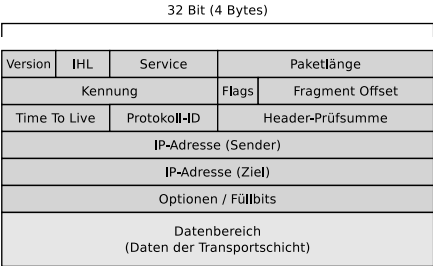 32 Bit (4 Bytes)
Version IHL Service Paketlänge
Kennung Flags Fragment Offset
Time To Live Protokoll-ID Header-Prüfsumme
IP-Adresse (Sender)
IP-Adresse (Ziel)
Optionen / Füllbits
Datenbereich
(Daten der Transportschicht)